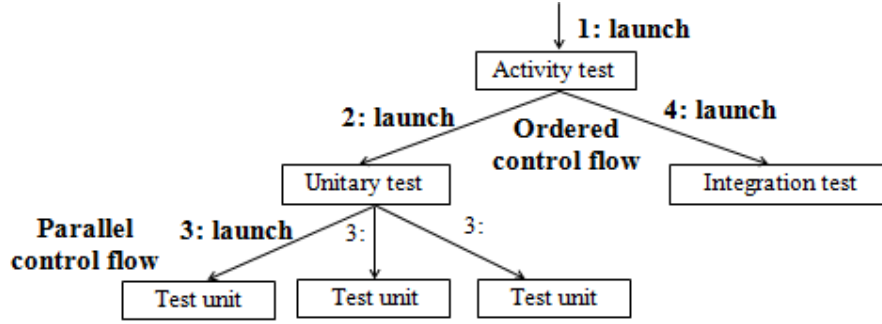 1: launch
Activity test
2: launch
Ordered
control flow
4: launch
Unitary test
Integration test
Parallel
control flow
3: launch
3:
3:
Test unit
Test unit
Test unit